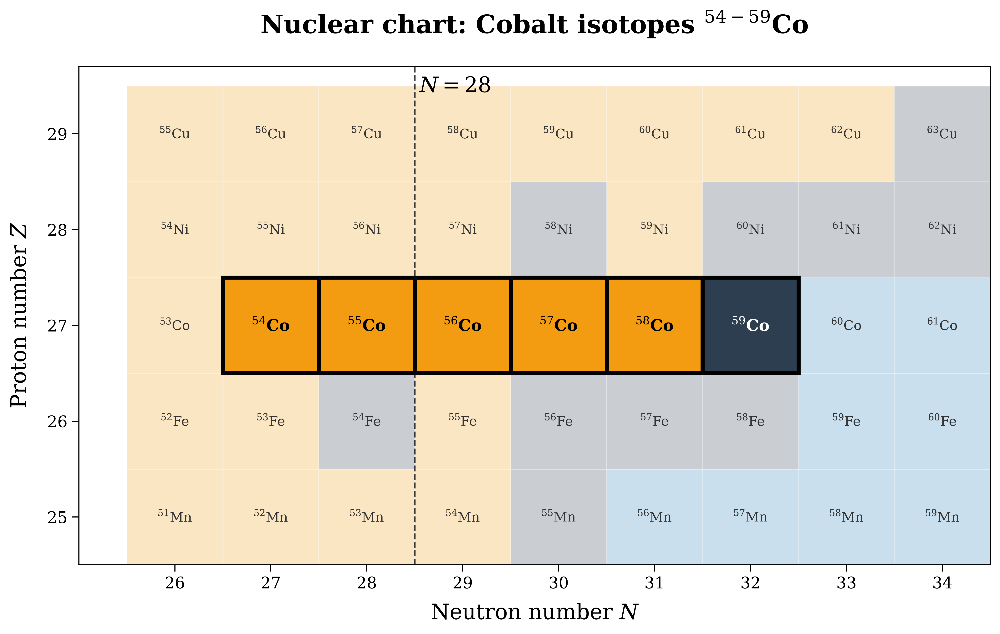 Nuclear chart: Cobalt isotopes ⁵⁴⁻⁵⁹Co
N = 28
29 ⁵⁵Cu ⁵⁶Cu ⁵⁷Cu ⁵⁸Cu ⁵⁹Cu ⁶⁰Cu ⁶¹Cu ⁶²Cu ⁶³Cu
28 ⁵⁴Ni ⁵⁵Ni ⁵⁶Ni ⁵⁷Ni ⁵⁸Ni ⁵⁹Ni ⁶⁰Ni ⁶¹Ni ⁶²Ni
27 ⁵³Co ⁵⁴Co ⁵⁵Co ⁵⁶Co ⁵⁷Co ⁵⁸Co ⁵⁹Co ⁶⁰Co ⁶¹Co
26 ⁵²Fe ⁵³Fe ⁵⁴Fe ⁵⁵Fe ⁵⁶Fe ⁵⁷Fe ⁵⁸Fe ⁵⁹Fe ⁶⁰Fe
25 ⁵¹Mn ⁵²Mn ⁵³Mn ⁵⁴Mn ⁵⁵Mn ⁵⁶Mn ⁵⁷Mn ⁵⁸Mn ⁵⁹Mn
26 27 28 29 30 31 32 33 34
Neutron number N
Proton number Z